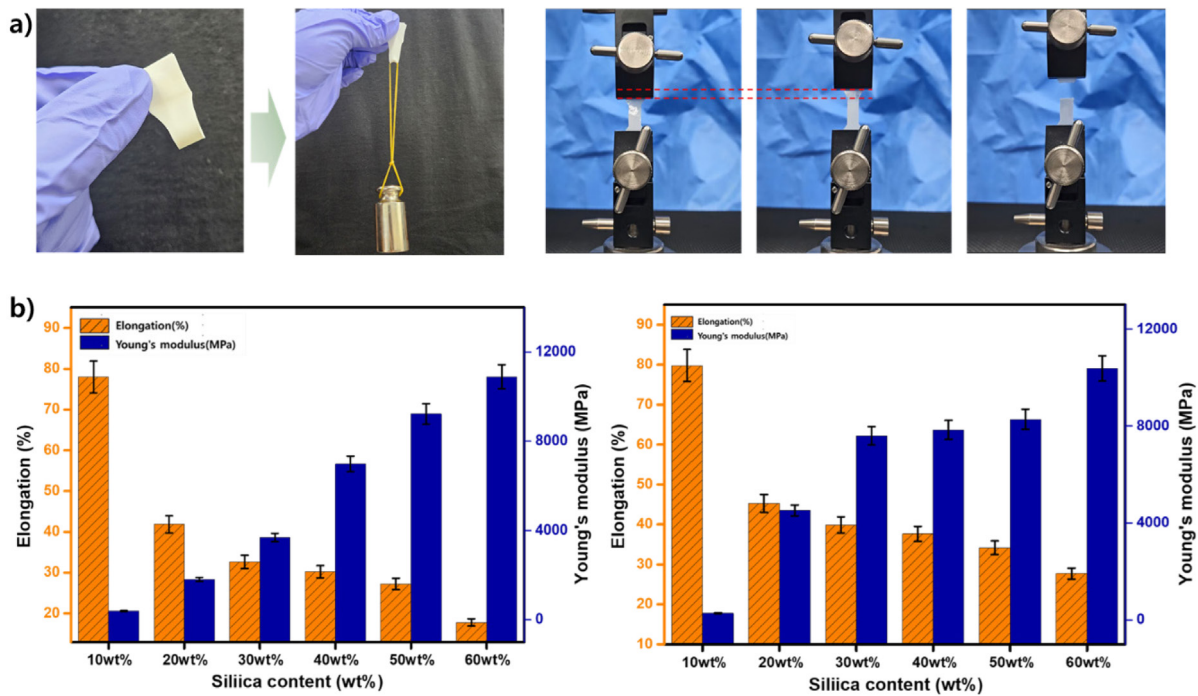 a)
b)
Elongation(%)
Young's modulus(MPa)
90
80
70
60
50
40
30
20
12000
8000
4000
0
Elongation (%)
Young's modulus (MPa)
10wt% 20wt% 30wt% 40wt% 50wt% 60wt%
Siliica content (wt%)
Elongation(%)
Young's modulus(MPa)
90
80
70
60
50
40
30
20
10
12000
8000
4000
0
Elongation (%)
Young's modulus (MPa)
10wt% 20wt% 30wt% 40wt% 50wt% 60wt%
Siliica content (wt%)